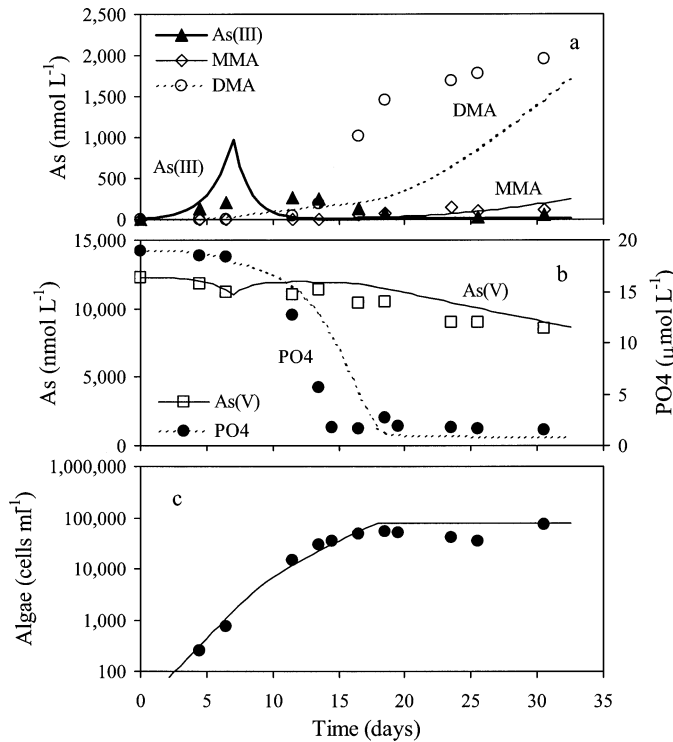 2,500
2,000
1,500
1,000
500
0
As (nmol L-1)
As(III)
MMA
DMA
a
DMA
As(III)
MMA
15,000
10,000
5,000
0
As (nmol L-1)
b
As(V)
PO4
As(V)
PO4
20
15
10
5
0
PO4 (μmol L-1)
1,000,000
100,000
10,000
1,000
100
Algae (cells ml-1)
c
0 5 10 15 20 25 30 35
Time (days)